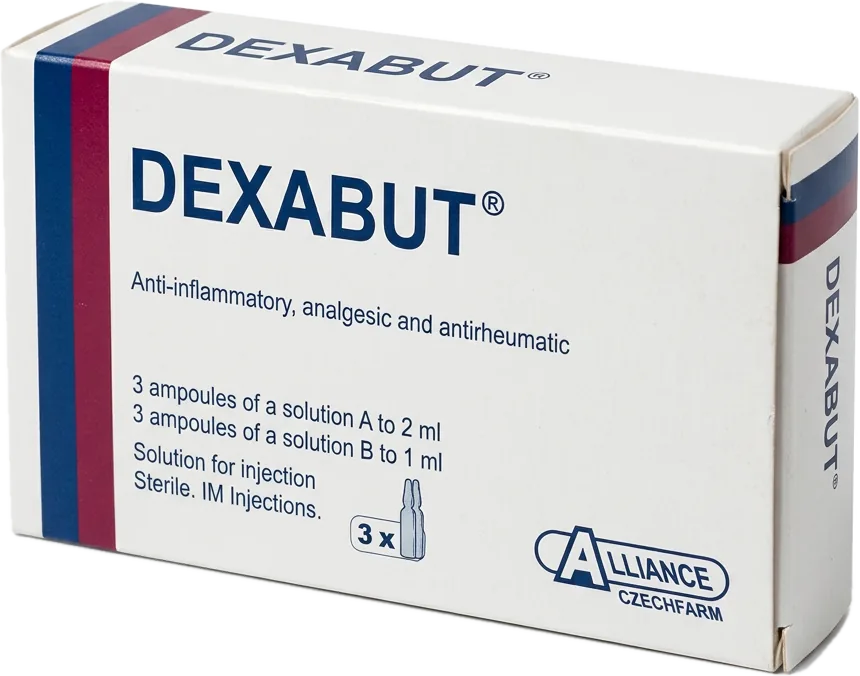 DEXABUT®
DEXABUT®
Anti-inflammatory, analgesic and antirheumatic
3 ampoules of a solution A to 2 ml
3 ampoules of a solution B to 1 ml
Solution for injection
Sterile. IM Injections.
3 x
ALLIANCE
CZECHFARM
DEXABUT®